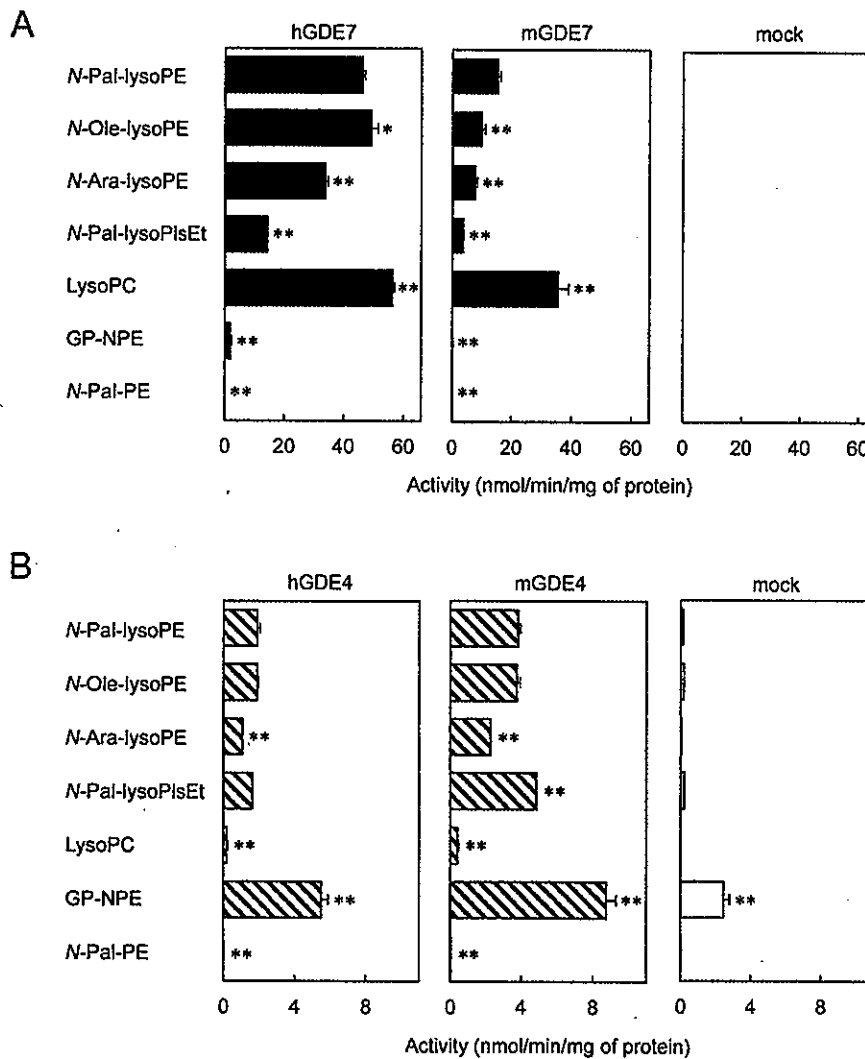 A
hGDE7 mGDE7 mock
N-Pal-lysoPE
N-Ole-lysoPE *  **
N-Ara-lysoPE ** **
N-Pal-lysoPlsEt ** **
LysoPC ** **
GP-NPE ** **
N-Pal-PE ** **
0 20 40 60 0 20 40 60 0 20 40 60
Activity (nmol/min/mg of protein)
B
hGDE4 mGDE4 mock
N-Pal-lysoPE
N-Ole-lysoPE
N-Ara-lysoPE ** **
N-Pal-lysoPlsEt **
LysoPC ** **
GP-NPE ** ** **
N-Pal-PE ** **
0 4 8 0 4 8 0 4 8
Activity (nmol/min/mg of protein)